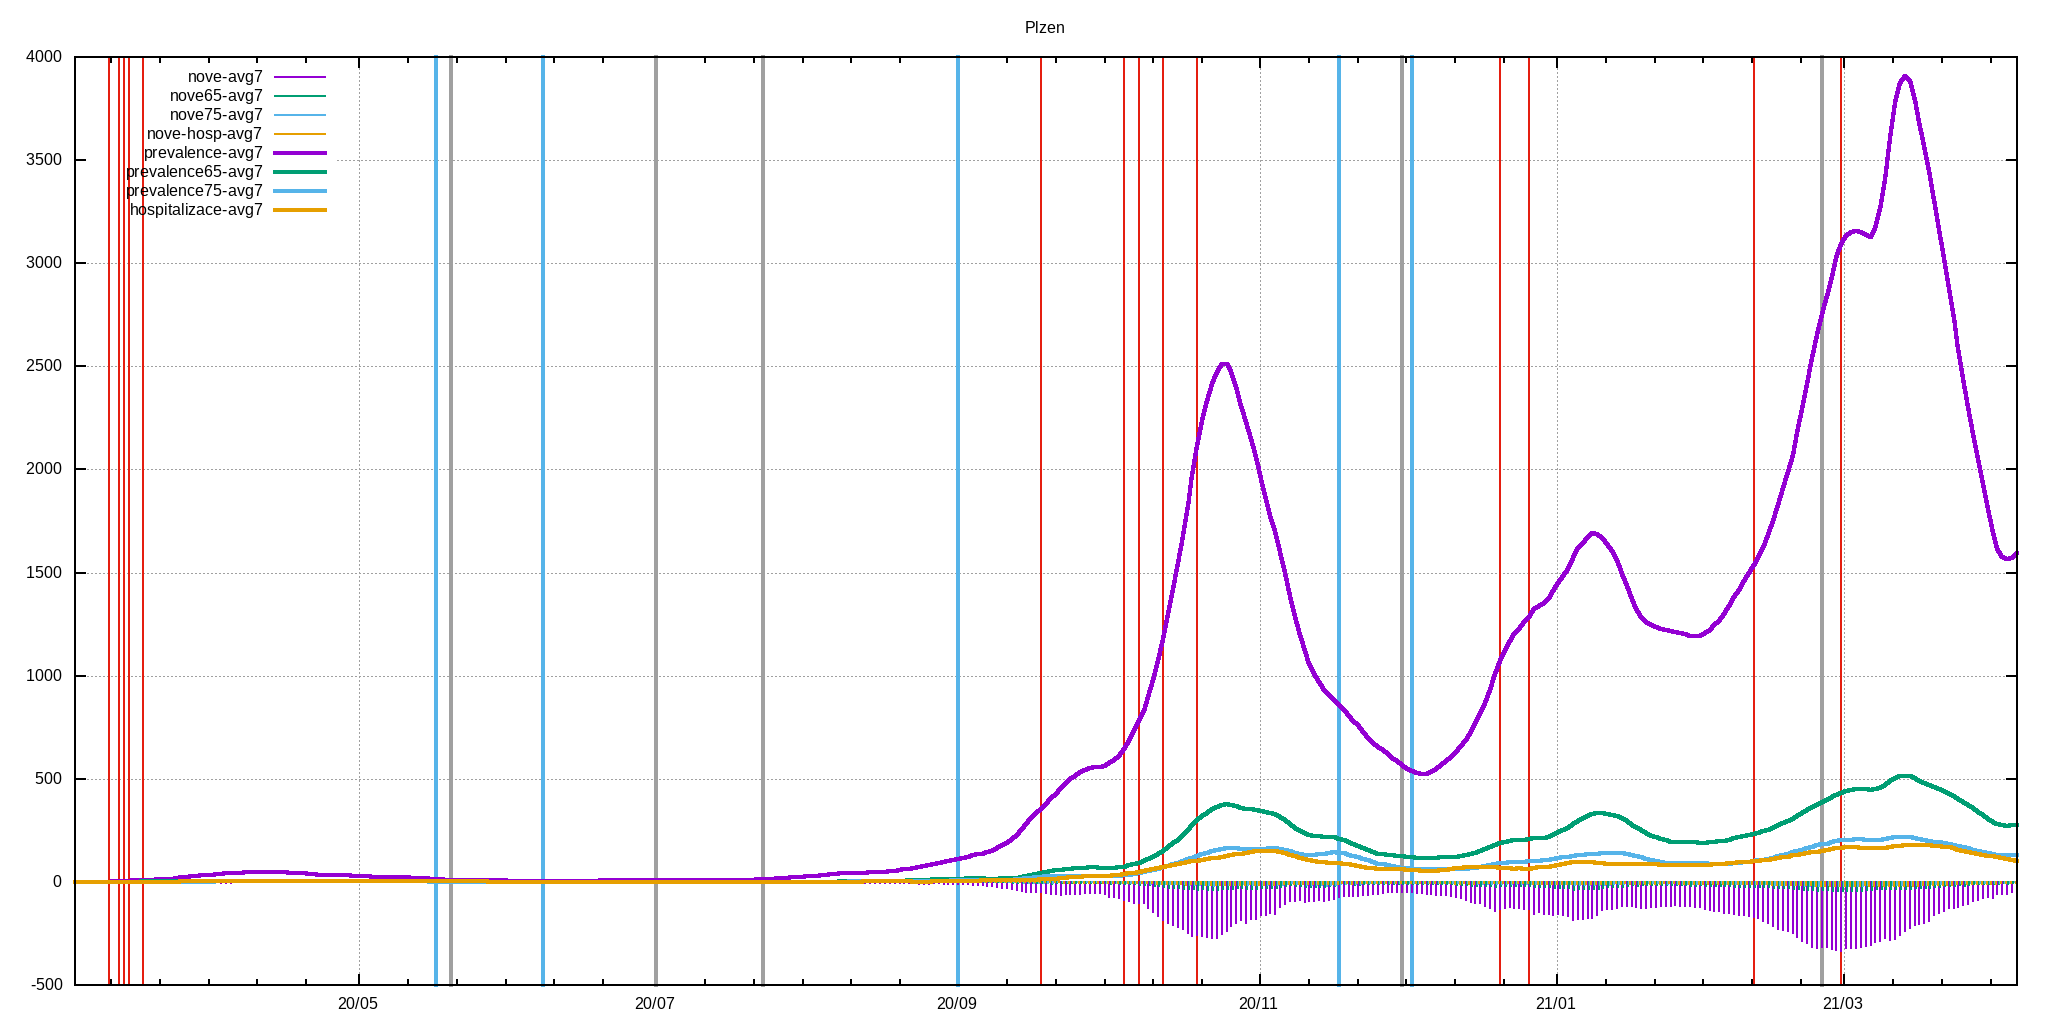 Plzen
4000
3500
3000
2500
2000
1500
1000
500
0
-500
nove-avg7
nove65-avg7
nove75-avg7
nove-hosp-avg7
prevalence-avg7
prevalence65-avg7
prevalence75-avg7
hospitalizace-avg7
20/05 20/07 20/09 20/11 21/01 21/03